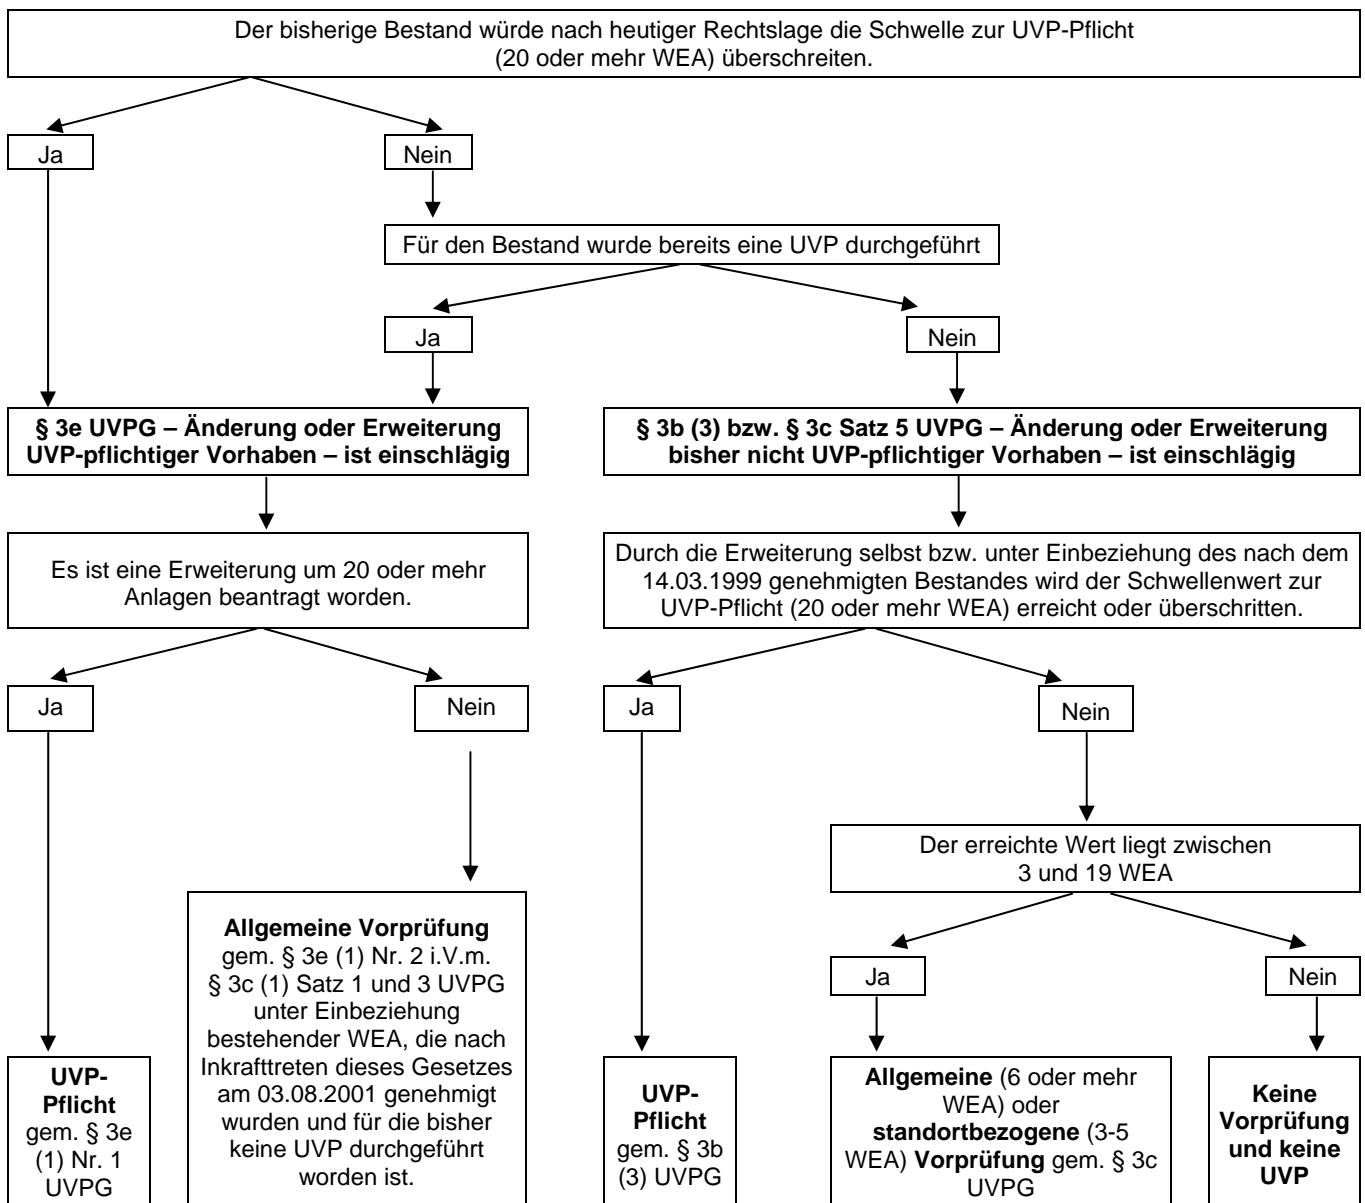 Der bisherige Bestand würde nach heutiger Rechtslage die Schwelle zur UVP-Pflicht
(20 oder mehr WEA) überschreiten.
Ja
Nein
Für den Bestand wurde bereits eine UVP durchgeführt
Ja
Nein
§ 3e UVPG – Änderung oder Erweiterung
UVP-pflichtiger Vorhaben – ist einschlägig
§ 3b (3) bzw. § 3c Satz 5 UVPG – Änderung oder Erweiterung
bisher nicht UVP-pflichtiger Vorhaben – ist einschlägig
Es ist eine Erweiterung um 20 oder mehr
Anlagen beantragt worden.
Durch die Erweiterung selbst bzw. unter Einbeziehung des nach dem
14.03.1999 genehmigten Bestandes wird der Schwellenwert zur
UVP-Pflicht (20 oder mehr WEA) erreicht oder überschritten.
Ja
Nein
Ja
Nein
Der erreichte Wert liegt zwischen
3 und 19 WEA
Ja
Nein
UVP-
Pflicht
gem. § 3e
(1) Nr. 1
UVPG
Allgemeine Vorprüfung
gem. § 3e (1) Nr. 2 i.V.m.
§ 3c (1) Satz 1 und 3 UVPG
unter Einbeziehung
bestehender WEA, die nach
Inkrafttreten dieses Gesetzes
am 03.08.2001 genehmigt
wurden und für die bisher
keine UVP durchgeführt
worden ist.
UVP-
Pflicht
gem. § 3b
(3) UVPG
Allgemeine (6 oder mehr
WEA) oder
standortbezogene (3-5
WEA) Vorprüfung gem. § 3c
UVPG
Keine
Vorprüfung
und keine
UVP